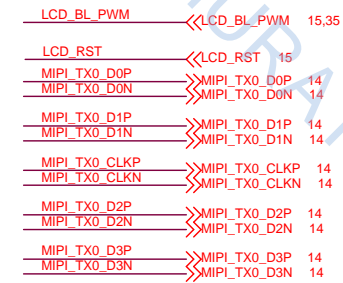 LCD_BL_PWM LCD_BL_PWM 15,35
LCD_RST LCD_RST 15
MIPI_TX0_D0P MIPI_TX0_D0P 14
MIPI_TX0_D0N MIPI_TX0_D0N 14
MIPI_TX0_D1P MIPI_TX0_D1P 14
MIPI_TX0_D1N MIPI_TX0_D1N 14
MIPI_TX0_CLKP MIPI_TX0_CLKP 14
MIPI_TX0_CLKN MIPI_TX0_CLKN 14
MIPI_TX0_D2P MIPI_TX0_D2P 14
MIPI_TX0_D2N MIPI_TX0_D2N 14
MIPI_TX0_D3P MIPI_TX0_D3P 14
MIPI_TX0_D3N MIPI_TX0_D3N 14